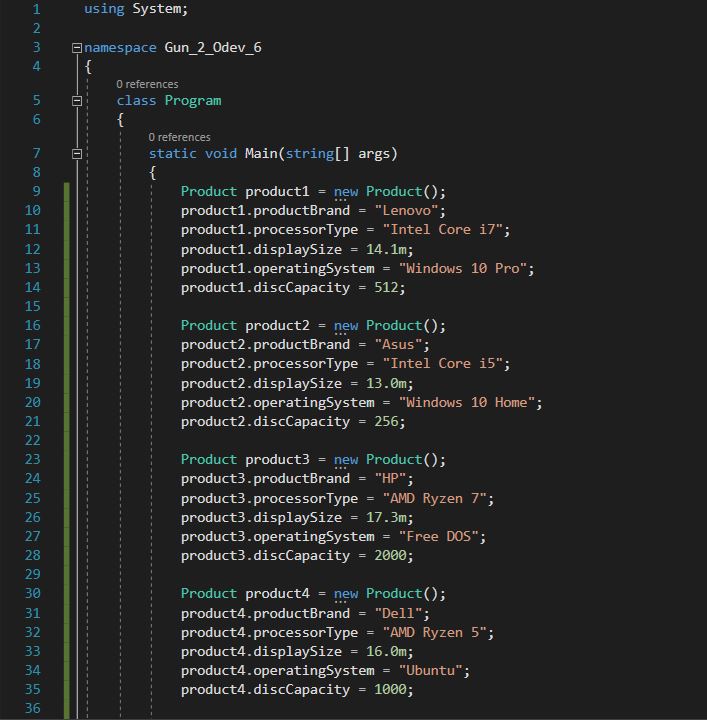 1 using System;
2
3 namespace Gun_2_Odev_6
4 {
0 references
5 class Program
6 {
0 references
7 static void Main(string[] args)
8 {
9 Product product1 = new Product();
10 product1.productBrand = "Lenovo";
11 product1.processorType = "Intel Core i7";
12 product1.displaySize = 14.1m;
13 product1.operatingSystem = "Windows 10 Pro";
14 product1.discCapacity = 512;
15
16 Product product2 = new Product();
17 product2.productBrand = "Asus";
18 product2.processorType = "Intel Core i5";
19 product2.displaySize = 13.0m;
20 product2.operatingSystem = "Windows 10 Home";
21 product2.discCapacity = 256;
22
23 Product product3 = new Product();
24 product3.productBrand = "HP";
25 product3.processorType = "AMD Ryzen 7";
26 product3.displaySize = 17.3m;
27 product3.operatingSystem = "Free DOS";
28 product3.discCapacity = 2000;
29
30 Product product4 = new Product();
31 product4.productBrand = "Dell";
32 product4.processorType = "AMD Ryzen 5";
33 product4.displaySize = 16.0m;
34 product4.operatingSystem = "Ubuntu";
35 product4.discCapacity = 1000;
36